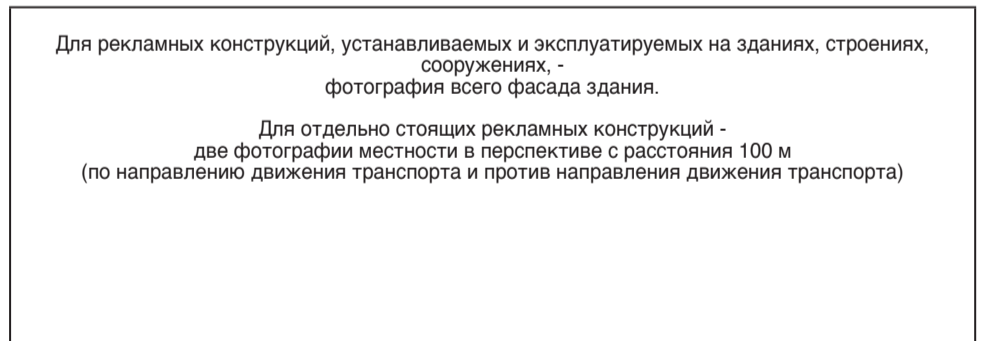 Для рекламных конструкций, устанавливаемых и эксплуатируемых на зданиях, строениях,
сооружениях, -
фотография всего фасада здания.
Для отдельно стоящих рекламных конструкций -
две фотографии местности в перспективе с расстояния 100 м
(по направлению движения транспорта и против направления движения транспорта)